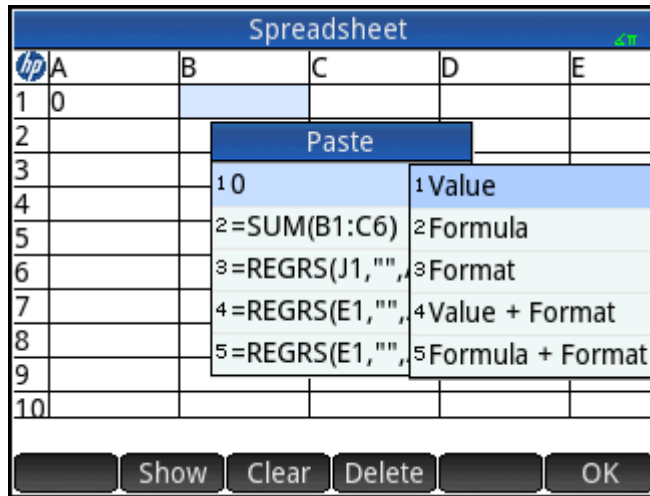 Spreadsheet
∡π
hp A B C D E
1 0
2
3
4
5
6
7
8
9
10
Paste
1 0
2 =SUM(B1:C6)
3 =REGRS(J1,"",
4 =REGRS(E1,"",
5 =REGRS(E1,"",
1 Value
2 Formula
3 Format
4 Value + Format
5 Formula + Format
Show Clear Delete OK